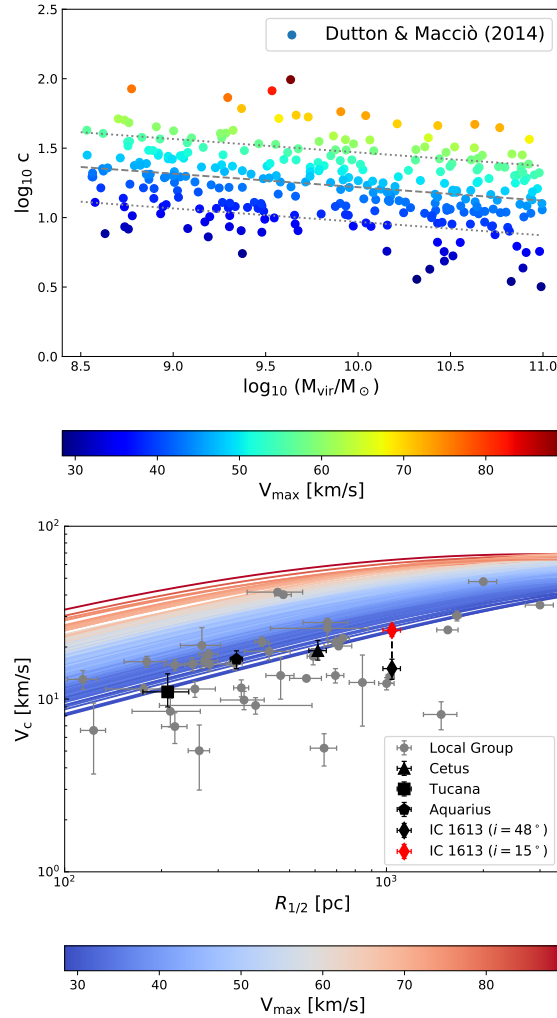 Dutton & Macciò (2014)
2.5
2.0
1.5
1.0
0.5
0.0
log₁₀ c
8.5 9.0 9.5 10.0 10.5 11.0
log₁₀ (Mvir/M⊙)
30 40 50 60 70 80
Vmax [km/s]
10²
10¹
10⁰
Vc [km/s]
Local Group
Cetus
Tucana
Aquarius
IC 1613 (i = 48°)
IC 1613 (i = 15°)
10² 10³
R1/2 [pc]
30 40 50 60 70 80
Vmax [km/s]